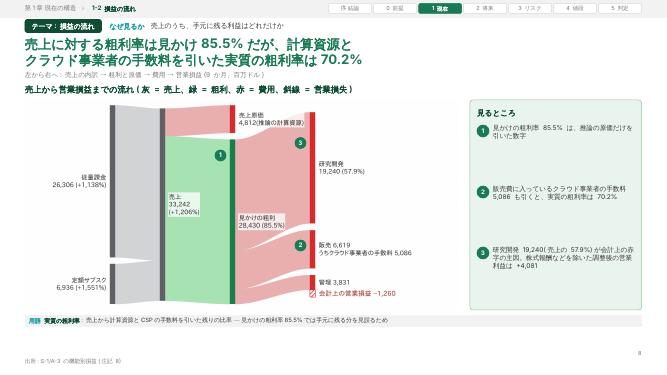 第 1 章 現在の構造 › 1-2 損益の流れ
序 結論
0 前提
1 現在
2 将来
3 リスク
4 値段
5 判定
テーマ：損益の流れ
なぜ見るか 売上のうち、手元に残る利益はどれだけか
売上に対する粗利率は見かけ 85.5% だが、計算資源と
クラウド事業者の手数料を引いた実質の粗利率は 70.2%
左から右へ：売上の内訳 → 粗利と原価 → 費用 → 営業損益 (9 か月、百万ドル)
売上から営業損益までの流れ ( 灰 = 売上、緑 = 粗利、赤 = 費用、斜線 = 営業損失 )
従量課金
26,306 (+1,138%)
定額サブスク
6,936 (+1,551%)
売上
33,242
(+1,206%)
売上原価
4,812(推論の計算資源)
1
見かけの粗利
28,430 (85.5%)
3
研究開発
19,240 (57.9%)
2
販売 6,619
うちクラウド事業者の手数料 5,086
管理 3,831
会計上の営業損益 −1,260
見るところ
1 見かけの粗利率 85.5% は、推論の原価だけを
引いた数字
2 販売費に入っているクラウド事業者の手数料
5,086 も引くと、実質の粗利率は 70.2%
3 研究開発 19,240( 売上の 57.9%) が会計上の赤
字の主因。株式報酬などを除いた調整後の営業
利益は +4,081
用語 実質の粗利率：売上から計算資源と CSP の手数料を引いた残りの比率 — 見かけの粗利率 85.5% では手元に残る分を見誤るため
出所：S-1/A-3 の機能別損益 ( 注記 8)
8